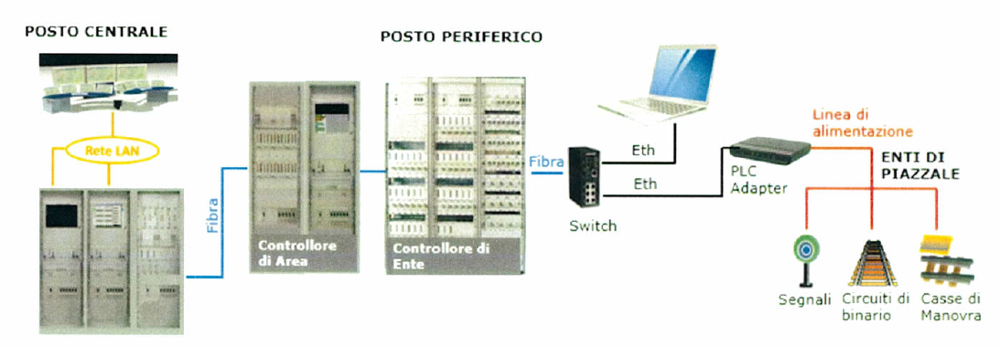 POSTO CENTRALE
POSTO PERIFERICO
Rete LAN
Fibra
Controllore
di Area
Controllore di
Ente
Fibra
Eth
Eth
Switch
PLC
Adapter
Linea di
alimentazione
ENTI DI
PIAZZALE
Segnali
Circuiti di
binario
Casse di
Manovra